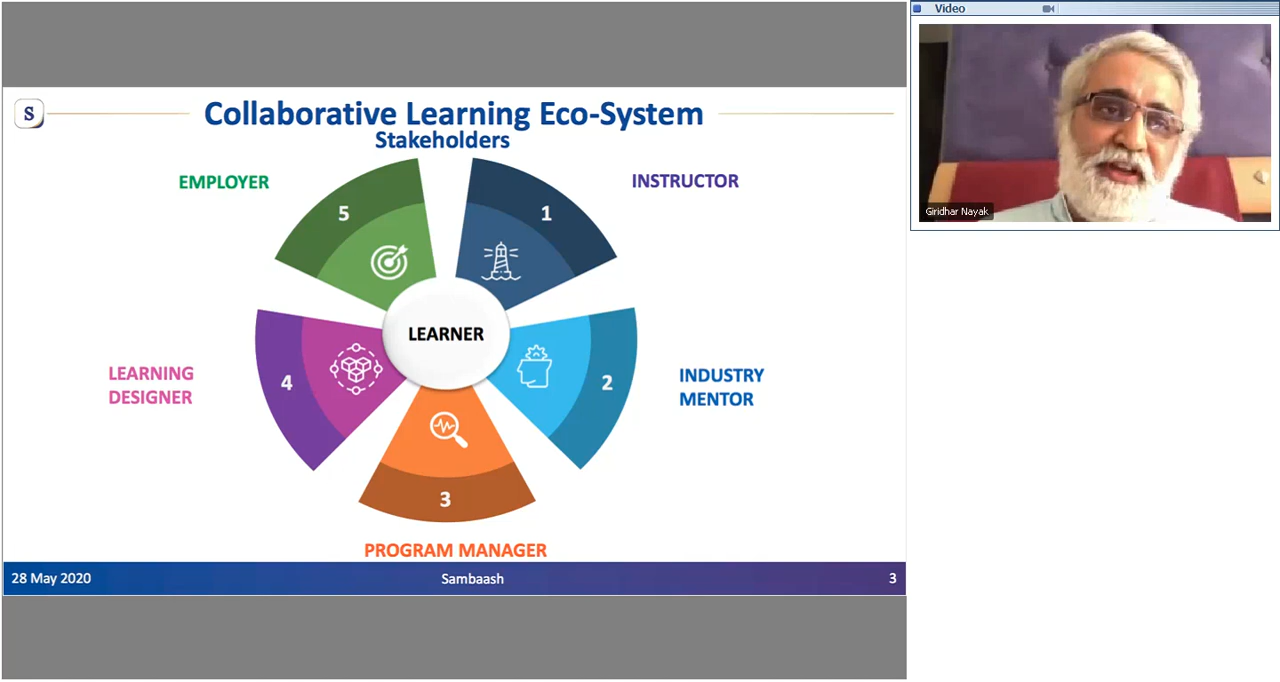 Video
Giridhar Nayak
S
Collaborative Learning Eco-System
Stakeholders
EMPLOYER
INSTRUCTOR
5
1
LEARNER
LEARNING
DESIGNER
4
2
INDUSTRY
MENTOR
3
PROGRAM MANAGER
28 May 2020
Sambaash
3